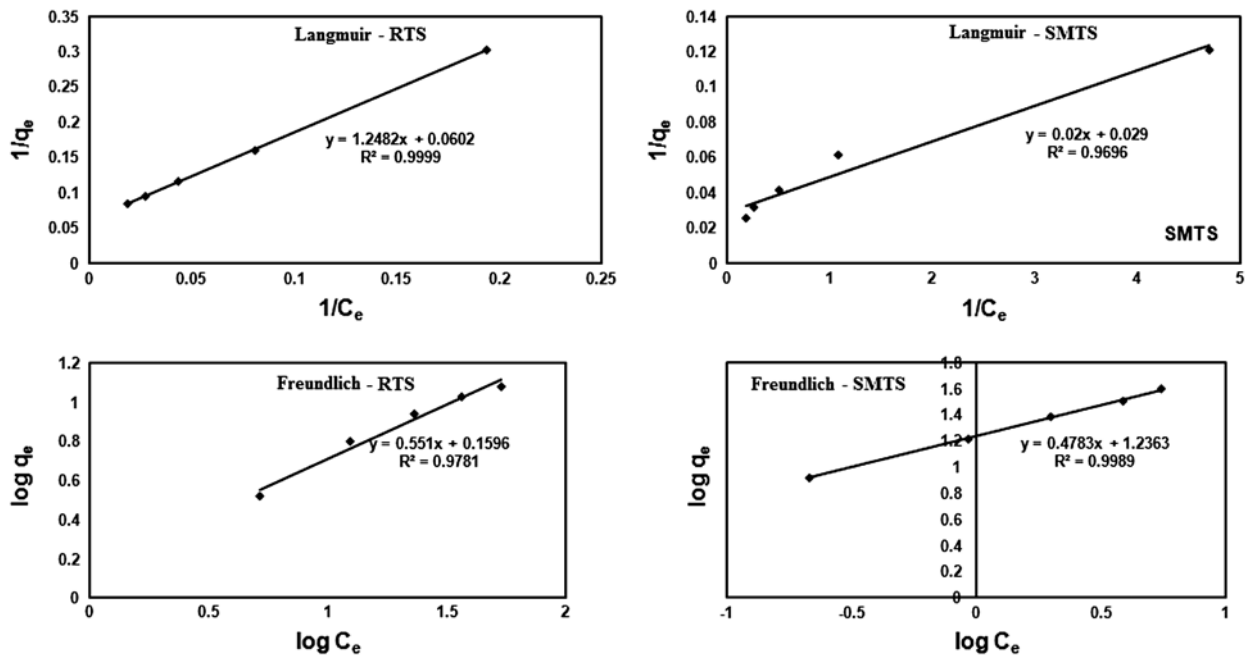 Langmuir - RTS
0.35
0.3
0.25
0.2
0.15
0.1
0.05
0
1/qₑ
y = 1.2482x + 0.0602
R² = 0.9999
0 0.05 0.1 0.15 0.2 0.25
1/Cₑ
Langmuir - SMTS
0.14
0.12
0.1
0.08
0.06
0.04
0.02
0
1/qₑ
y = 0.02x + 0.029
R² = 0.9696
SMTS
0 1 2 3 4 5
1/Cₑ
Freundlich - RTS
1.2
1
0.8
0.6
0.4
0.2
0
log qₑ
y = 0.551x + 0.1596
R² = 0.9781
0 0.5 1 1.5 2
log Cₑ
Freundlich - SMTS
1.8
1.6
1.4
1.2
1
0.8
0.6
0.4
0.2
0
log qₑ
y = 0.4783x + 1.2363
R² = 0.9989
-1 -0.5 0 0.5 1
log Cₑ